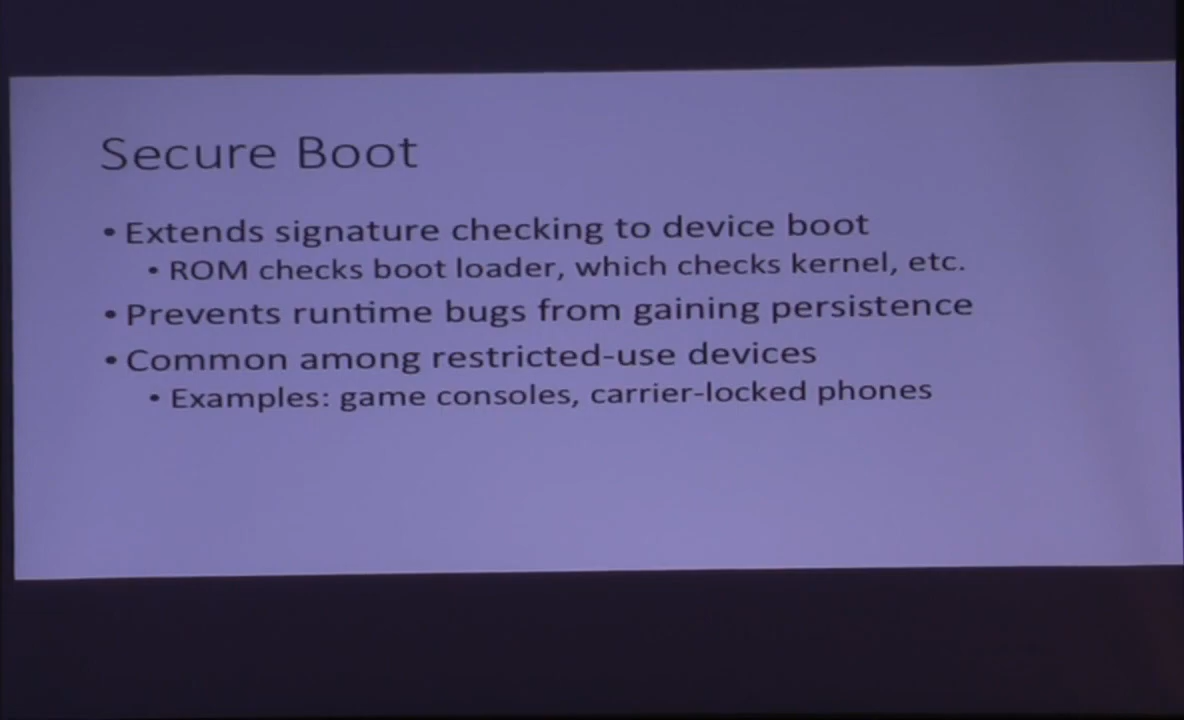 Secure Boot
• Extends signature checking to device boot
• ROM checks boot loader, which checks kernel, etc.
• Prevents runtime bugs from gaining persistence
• Common among restricted-use devices
• Examples: game consoles, carrier-locked phones